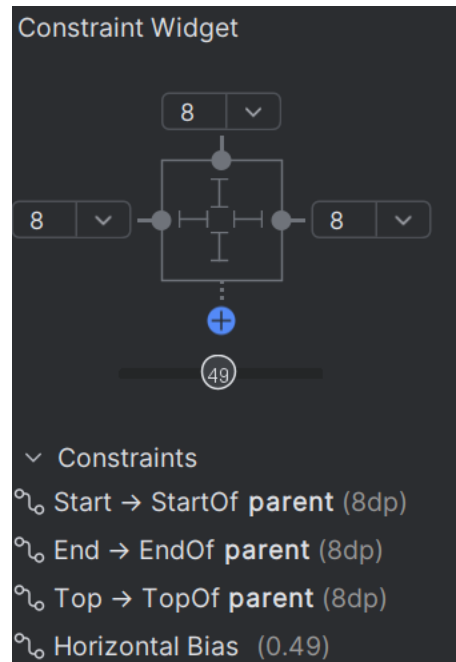 Constraint Widget
8
8
8
49
Constraints
Start → StartOf parent (8dp)
End → EndOf parent (8dp)
Top → TopOf parent (8dp)
Horizontal Bias (0.49)